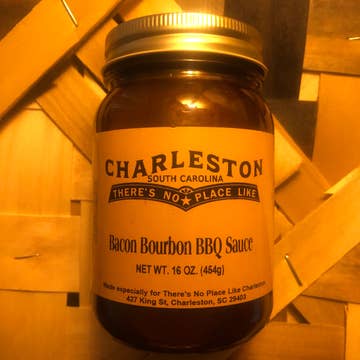 CHARLESTON
SOUTH CAROLINA
THERE'S NO PLACE LIKE
Bacon Bourbon BBQ Sauce
NET WT. 16 OZ. (454g)
Made especially for There's No Place Like Charleston
427 King St, Charleston, SC 29403